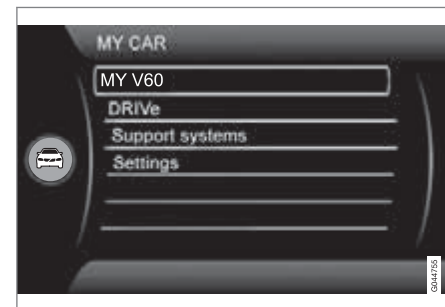 MY CAR
MY V60
DRIVe
Support systems
Settings
G044755